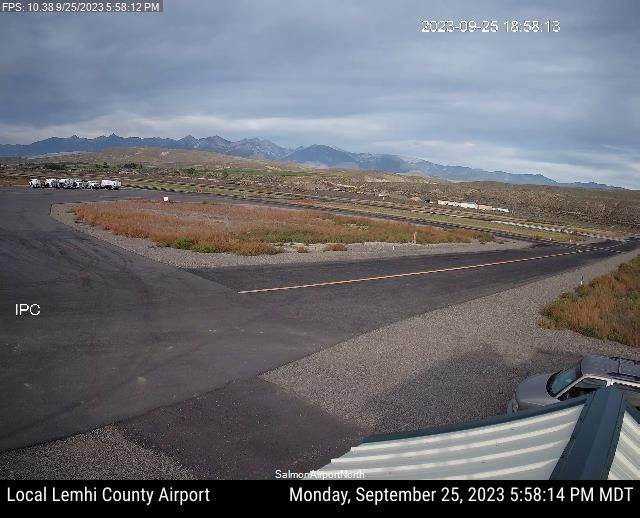 FPS: 10.38 9/25/2023 5:58:12 PM
2023-09-25 18:58:13
IPC
SalmonAirportNorth
Local Lemhi County Airport Monday, September 25, 2023 5:58:14 PM MDT